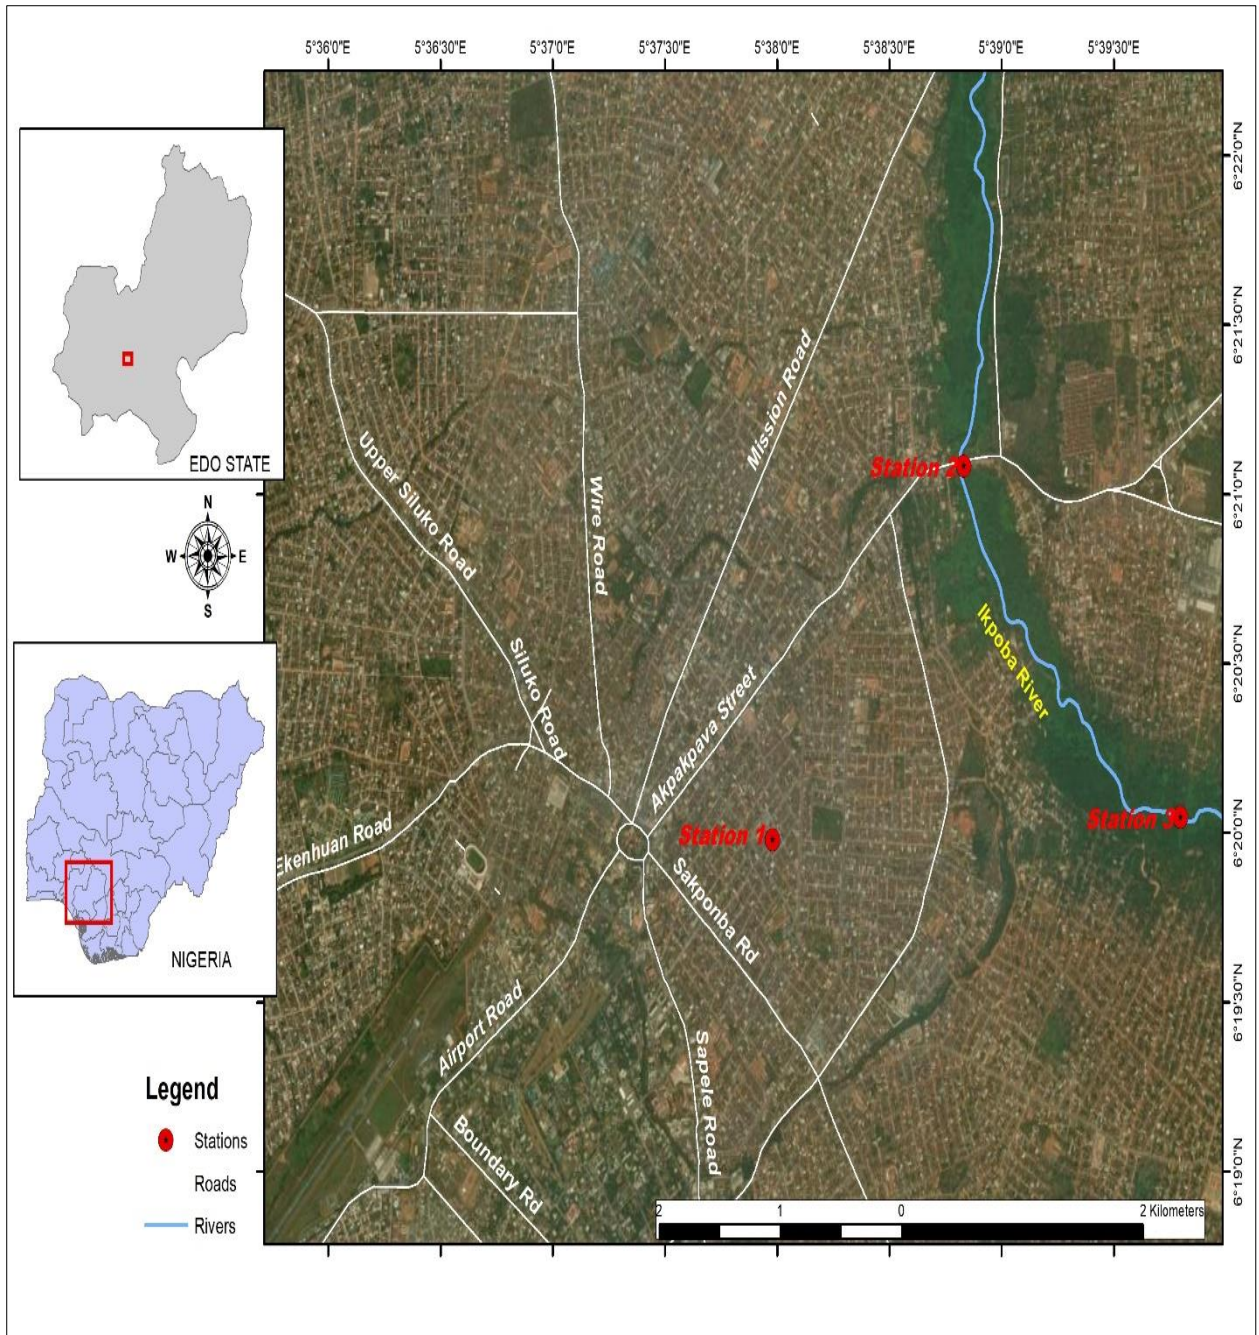 5°36'0"E
5°36'30"E
5°37'0"E
5°37'30"E
5°38'0"E
5°38'30"E
5°39'0"E
5°39'30"E
6°22'0"N
6°21'30"N
6°21'0"N
6°20'30"N
6°20'0"N
6°19'30"N
6°19'0"N
EDO STATE
N
W
E
S
NIGERIA
Mission Road
Upper Siluko Road
Wire Road
Station 2
Siluko Road
Ikpoba River
Akpakpava Street
Ekenhuan Road
Station 1
Station 3
Sakponba Rd
Airport Road
Sapele Road
Boundary Rd
Legend
Stations
Roads
Rivers
2
1
0
2 Kilometers